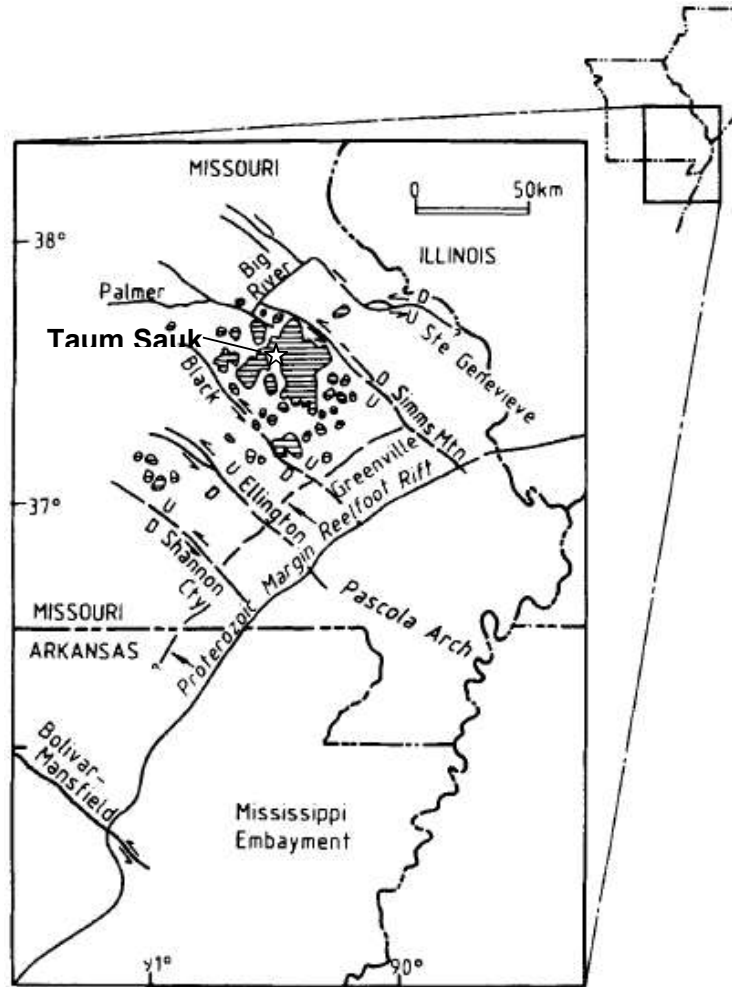 MISSOURI
0 50km
38°
ILLINOIS
Big River
Palmer
D
U
Ste Genevieve
Taum Sauk
Black
D
U
Simms Mtn
U
D
Greenville
37°
U
D
Ellington
U
D
Shannon Cty
Proterozoic Margin Reelfoot Rift
Pascola Arch
MISSOURI
ARKANSAS
?
Bolivar-
Mansfield
Mississippi
Embayment
91°
90°